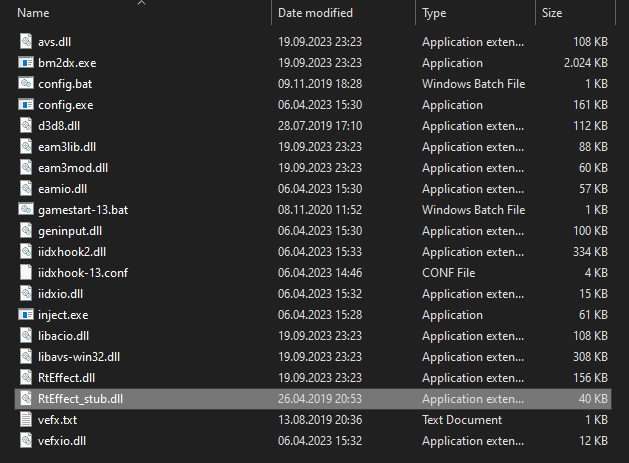 Name Date modified Type Size
avs.dll 19.09.2023 23:23 Application exten... 108 KB
bm2dx.exe 19.09.2023 23:23 Application 2.024 KB
config.bat 09.11.2019 18:28 Windows Batch File 1 KB
config.exe 06.04.2023 15:30 Application 161 KB
d3d8.dll 28.07.2019 17:10 Application exten... 112 KB
eam3lib.dll 19.09.2023 23:23 Application exten... 88 KB
eam3mod.dll 19.09.2023 23:23 Application exten... 60 KB
eamio.dll 06.04.2023 15:30 Application exten... 57 KB
gamestart-13.bat 08.11.2020 11:52 Windows Batch File 1 KB
geninput.dll 06.04.2023 15:30 Application exten... 100 KB
iidxhook2.dll 06.04.2023 15:33 Application exten... 334 KB
iidxhook-13.conf 06.04.2023 14:46 CONF File 4 KB
iidxio.dll 06.04.2023 15:32 Application exten... 15 KB
inject.exe 06.04.2023 15:28 Application 61 KB
libacio.dll 19.09.2023 23:23 Application exten... 108 KB
libavs-win32.dll 19.09.2023 23:23 Application exten... 308 KB
RtEffect.dll 19.09.2023 23:23 Application exten... 156 KB
RtEffect_stub.dll 26.04.2019 20:53 Application exten... 40 KB
vefx.txt 13.08.2019 20:36 Text Document 1 KB
vefxio.dll 06.04.2023 15:32 Application exten... 12 KB